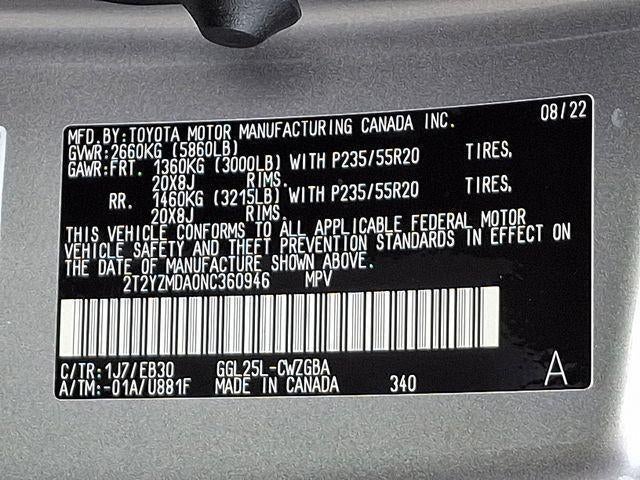 08/22
MFD.BY:TOYOTA MOTOR MANUFACTURING CANADA INC.
GVWR:2660KG (5860LB)
GAWR:FRT. 1360KG (3000LB) WITH P235/55R20 TIRES,
20X8J RIMS.
RR. 1460KG (3215LB) WITH P235/55R20 TIRES,
20X8J RIMS.
THIS VEHICLE CONFORMS TO ALL APPLICABLE FEDERAL MOTOR
VEHICLE SAFETY AND THEFT PREVENTION STANDARDS IN EFFECT ON
THE DATE OF MANUFACTURE SHOWN ABOVE.
2T2YZMDA0NC360946 MPV
C/TR:1J7/EB30 GGL25L-CWZGBA
A/TM:-01A/U881F MADE IN CANADA 340 A